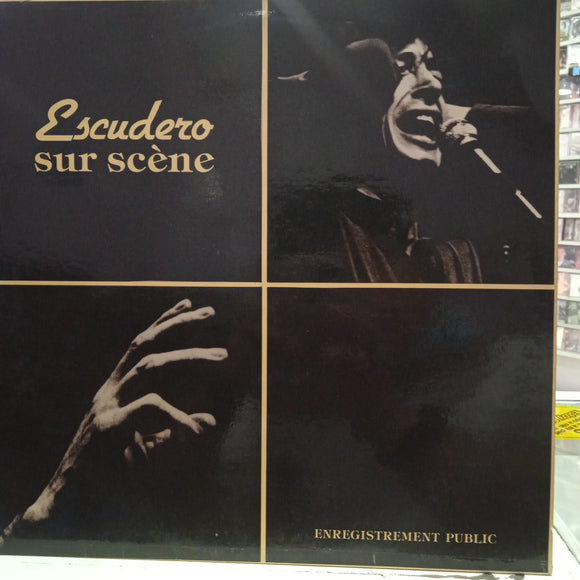 Escudero
sur scène
ENREGISTREMENT PUBLIC